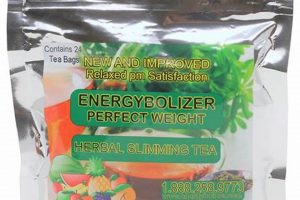 Contains 24
Tea Bags
NEW AND IMPROVED
Relaxed pm Satisfaction
ENERGYBOLIZER
PERFECT WEIGHT
HERBAL SLIMMING TEA